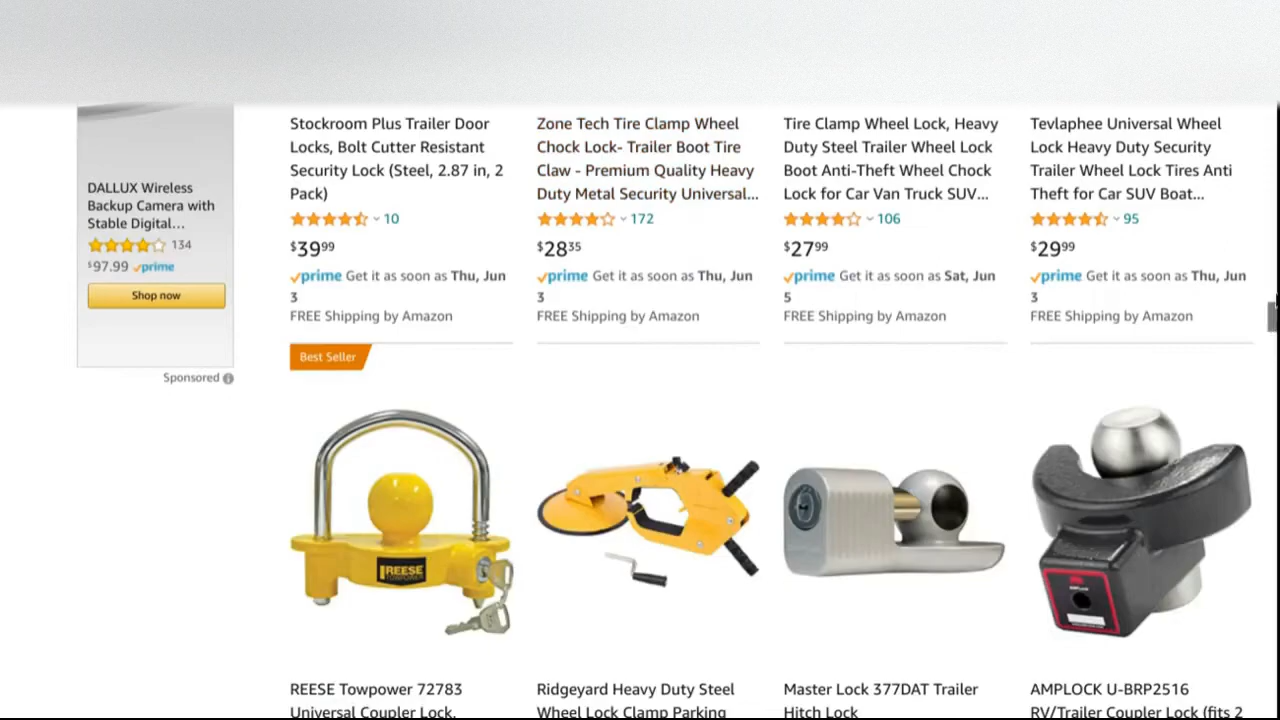 DALLUX Wireless
Backup Camera with
Stable Digital...
134
$97.99 prime
Shop now
Sponsored
Stockroom Plus Trailer Door
Locks, Bolt Cutter Resistant
Security Lock (Steel, 2.87 in, 2
Pack)
10
$39.99
prime Get it as soon as Thu, Jun
3
FREE Shipping by Amazon
Zone Tech Tire Clamp Wheel
Chock Lock- Trailer Boot Tire
Claw - Premium Quality Heavy
Duty Metal Security Universal...
172
$28.35
prime Get it as soon as Thu, Jun
3
FREE Shipping by Amazon
Tire Clamp Wheel Lock, Heavy
Duty Steel Trailer Wheel Lock
Boot Anti-Theft Wheel Chock
Lock for Car Van Truck SUV...
106
$27.99
prime Get it as soon as Sat, Jun
5
FREE Shipping by Amazon
Tevlaphee Universal Wheel
Lock Heavy Duty Security
Trailer Wheel Lock Tires Anti
Theft for Car SUV Boat...
95
$29.99
prime Get it as soon as Thu, Jun
3
FREE Shipping by Amazon
Best Seller
REESE
TOWPOWER
REESE Towpower 72783
Universal Coupler Lock,
Ridgeyard Heavy Duty Steel
Wheel Lock Clamp Parking
Master Lock 377DAT Trailer
Hitch Lock
AMPLOCK U-BRP2516
RV/Trailer Coupler Lock (fits 2